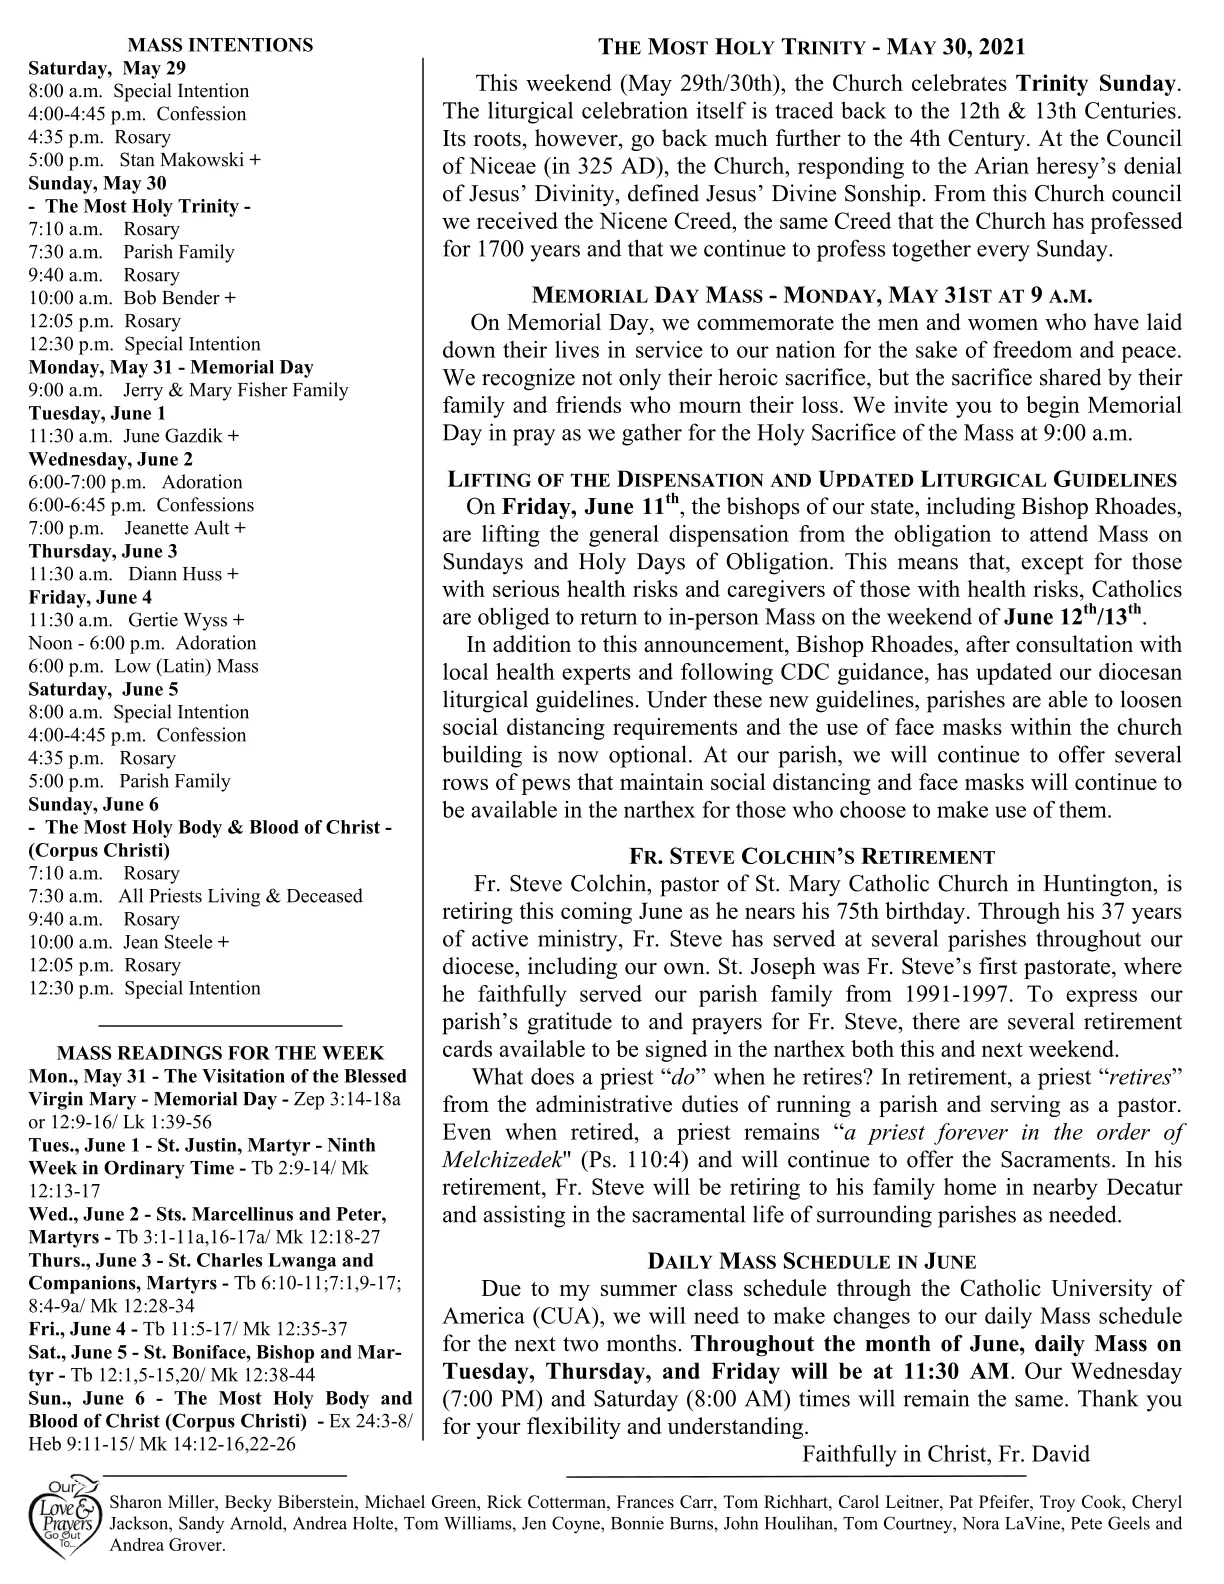 MASS INTENTIONS
Saturday,  May 29
8:00 a.m.  Special Intention
4:00-4:45 p.m.  Confession
4:35 p.m.  Rosary
5:00 p.m.   Stan Makowski +
Sunday, May 30
-  The Most Holy Trinity -
7:10 a.m.    Rosary
7:30 a.m.    Parish Family
9:40 a.m.    Rosary
10:00 a.m.  Bob Bender +
12:05 p.m.  Rosary
12:30 p.m.  Special Intention
Monday, May 31 - Memorial Day
9:00 a.m.    Jerry & Mary Fisher Family
Tuesday, June 1
11:30 a.m.  June Gazdik +
Wednesday, June 2
6:00-7:00 p.m.   Adoration
6:00-6:45 p.m.  Confessions
7:00 p.m.    Jeanette Ault +
Thursday, June 3
11:30 a.m.   Diann Huss +
Friday, June 4
11:30 a.m.   Gertie Wyss +
Noon - 6:00 p.m.  Adoration
6:00 p.m.  Low (Latin) Mass
Saturday,  June 5
8:00 a.m.  Special Intention
4:00-4:45 p.m.  Confession
4:35 p.m.   Rosary
5:00 p.m.   Parish Family
Sunday, June 6
-  The Most Holy Body & Blood of Christ -
(Corpus Christi)
7:10 a.m.    Rosary
7:30 a.m.   All Priests Living & Deceased
9:40 a.m.    Rosary
10:00 a.m.  Jean Steele +
12:05 p.m.  Rosary
12:30 p.m.  Special Intention
MASS READINGS FOR THE WEEK
Mon., May 31 - The Visitation of the Blessed
Virgin Mary - Memorial Day - Zep 3:14-18a
or 12:9-16/ Lk 1:39-56
Tues., June 1 - St. Justin, Martyr - Ninth
Week in Ordinary Time - Tb 2:9-14/ Mk
12:13-17
Wed., June 2 - Sts. Marcellinus and Peter,
Martyrs - Tb 3:1-11a,16-17a/ Mk 12:18-27
Thurs., June 3 - St. Charles Lwanga and
Companions, Martyrs - Tb 6:10-11;7:1,9-17;
8:4-9a/ Mk 12:28-34
Fri., June 4 - Tb 11:5-17/ Mk 12:35-37
Sat., June 5 - St. Boniface, Bishop and Mar-
tyr - Tb 12:1,5-15,20/ Mk 12:38-44
Sun., June 6 - The Most Holy Body and
Blood of Christ (Corpus Christi)  - Ex 24:3-8/
Heb 9:11-15/ Mk 14:12-16,22-26
THE MOST HOLY TRINITY - MAY 30, 2021
This weekend (May 29th/30th), the Church celebrates Trinity Sunday.
The liturgical celebration itself is traced back to the 12th & 13th Centuries.
Its roots, however, go back much further to the 4th Century. At the Council
of Niceae (in 325 AD), the Church, responding to the Arian heresy's denial
of Jesus' Divinity, defined Jesus' Divine Sonship. From this Church council
we received the Nicene Creed, the same Creed that the Church has professed
for 1700 years and that we continue to profess together every Sunday.
MEMORIAL DAY MASS - MONDAY, MAY 31ST AT 9 A.M.
On Memorial Day, we commemorate the men and women who have laid
down their lives in service to our nation for the sake of freedom and peace.
We recognize not only their heroic sacrifice, but the sacrifice shared by their
family and friends who mourn their loss. We invite you to begin Memorial
Day in pray as we gather for the Holy Sacrifice of the Mass at 9:00 a.m.
LIFTING OF THE DISPENSATION AND UPDATED LITURGICAL GUIDELINES
On Friday, June 11th, the bishops of our state, including Bishop Rhoades,
are lifting the general dispensation from the obligation to attend Mass on
Sundays and Holy Days of Obligation. This means that, except for those
with serious health risks and caregivers of those with health risks, Catholics
are obliged to return to in-person Mass on the weekend of June 12th/13th.
In addition to this announcement, Bishop Rhoades, after consultation with
local health experts and following CDC guidance, has updated our diocesan
liturgical guidelines. Under these new guidelines, parishes are able to loosen
social distancing requirements and the use of face masks within the church
building is now optional. At our parish, we will continue to offer several
rows of pews that maintain social distancing and face masks will continue to
be available in the narthex for those who choose to make use of them.
FR. STEVE COLCHIN'S RETIREMENT
Fr. Steve Colchin, pastor of St. Mary Catholic Church in Huntington, is
retiring this coming June as he nears his 75th birthday. Through his 37 years
of active ministry, Fr. Steve has served at several parishes throughout our
diocese, including our own. St. Joseph was Fr. Steve's first pastorate, where
he faithfully served our parish family from 1991-1997. To express our
parish's gratitude to and prayers for Fr. Steve, there are several retirement
cards available to be signed in the narthex both this and next weekend.
What does a priest “do” when he retires? In retirement, a priest “retires”
from the administrative duties of running a parish and serving as a pastor.
Even when retired, a priest remains “a priest forever in the order of
Melchizedek" (Ps. 110:4) and will continue to offer the Sacraments. In his
retirement, Fr. Steve will be retiring to his family home in nearby Decatur
and assisting in the sacramental life of surrounding parishes as needed.
DAILY MASS SCHEDULE IN JUNE
Due to my summer class schedule through the Catholic University of
America (CUA), we will need to make changes to our daily Mass schedule
for the next two months. Throughout the month of June, daily Mass on
Tuesday, Thursday, and Friday will be at 11:30 AM. Our Wednesday
(7:00 PM) and Saturday (8:00 AM) times will remain the same. Thank you
for your flexibility and understanding.
Faithfully in Christ, Fr. David
Our
Love &
Prayers
Go Out
To...
Sharon Miller, Becky Biberstein, Michael Green, Rick Cotterman, Frances Carr, Tom Richhart, Carol Leitner, Pat Pfeifer, Troy Cook, Cheryl
Jackson, Sandy Arnold, Andrea Holte, Tom Williams, Jen Coyne, Bonnie Burns, John Houlihan, Tom Courtney, Nora LaVine, Pete Geels and
Andrea Grover.